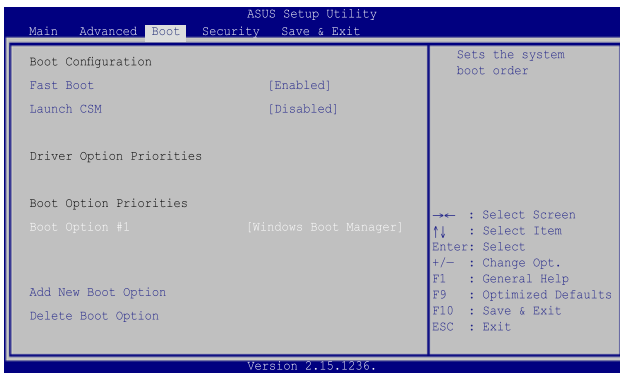 ASUS Setup Utility
Main Advanced Boot Security Save & Exit
Boot Configuration
Fast Boot [Enabled]
Launch CSM [Disabled]
Driver Option Priorities
Boot Option Priorities
Boot Option #1 [Windows Boot Manager]
Add New Boot Option
Delete Boot Option
Sets the system
boot order
→← : Select Screen
↑↓ : Select Item
Enter: Select
+/— : Change Opt.
F1 : General Help
F9 : Optimized Defaults
F10 : Save & Exit
ESC : Exit
Version 2.15.1236.